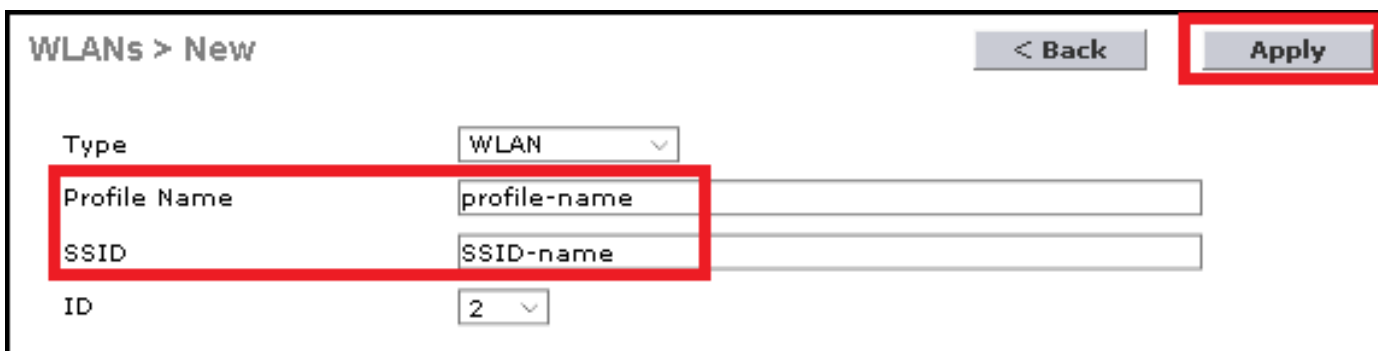 WLANs > New < Back Apply
Type WLAN
Profile Name profile-name
SSID SSID-name
ID 2